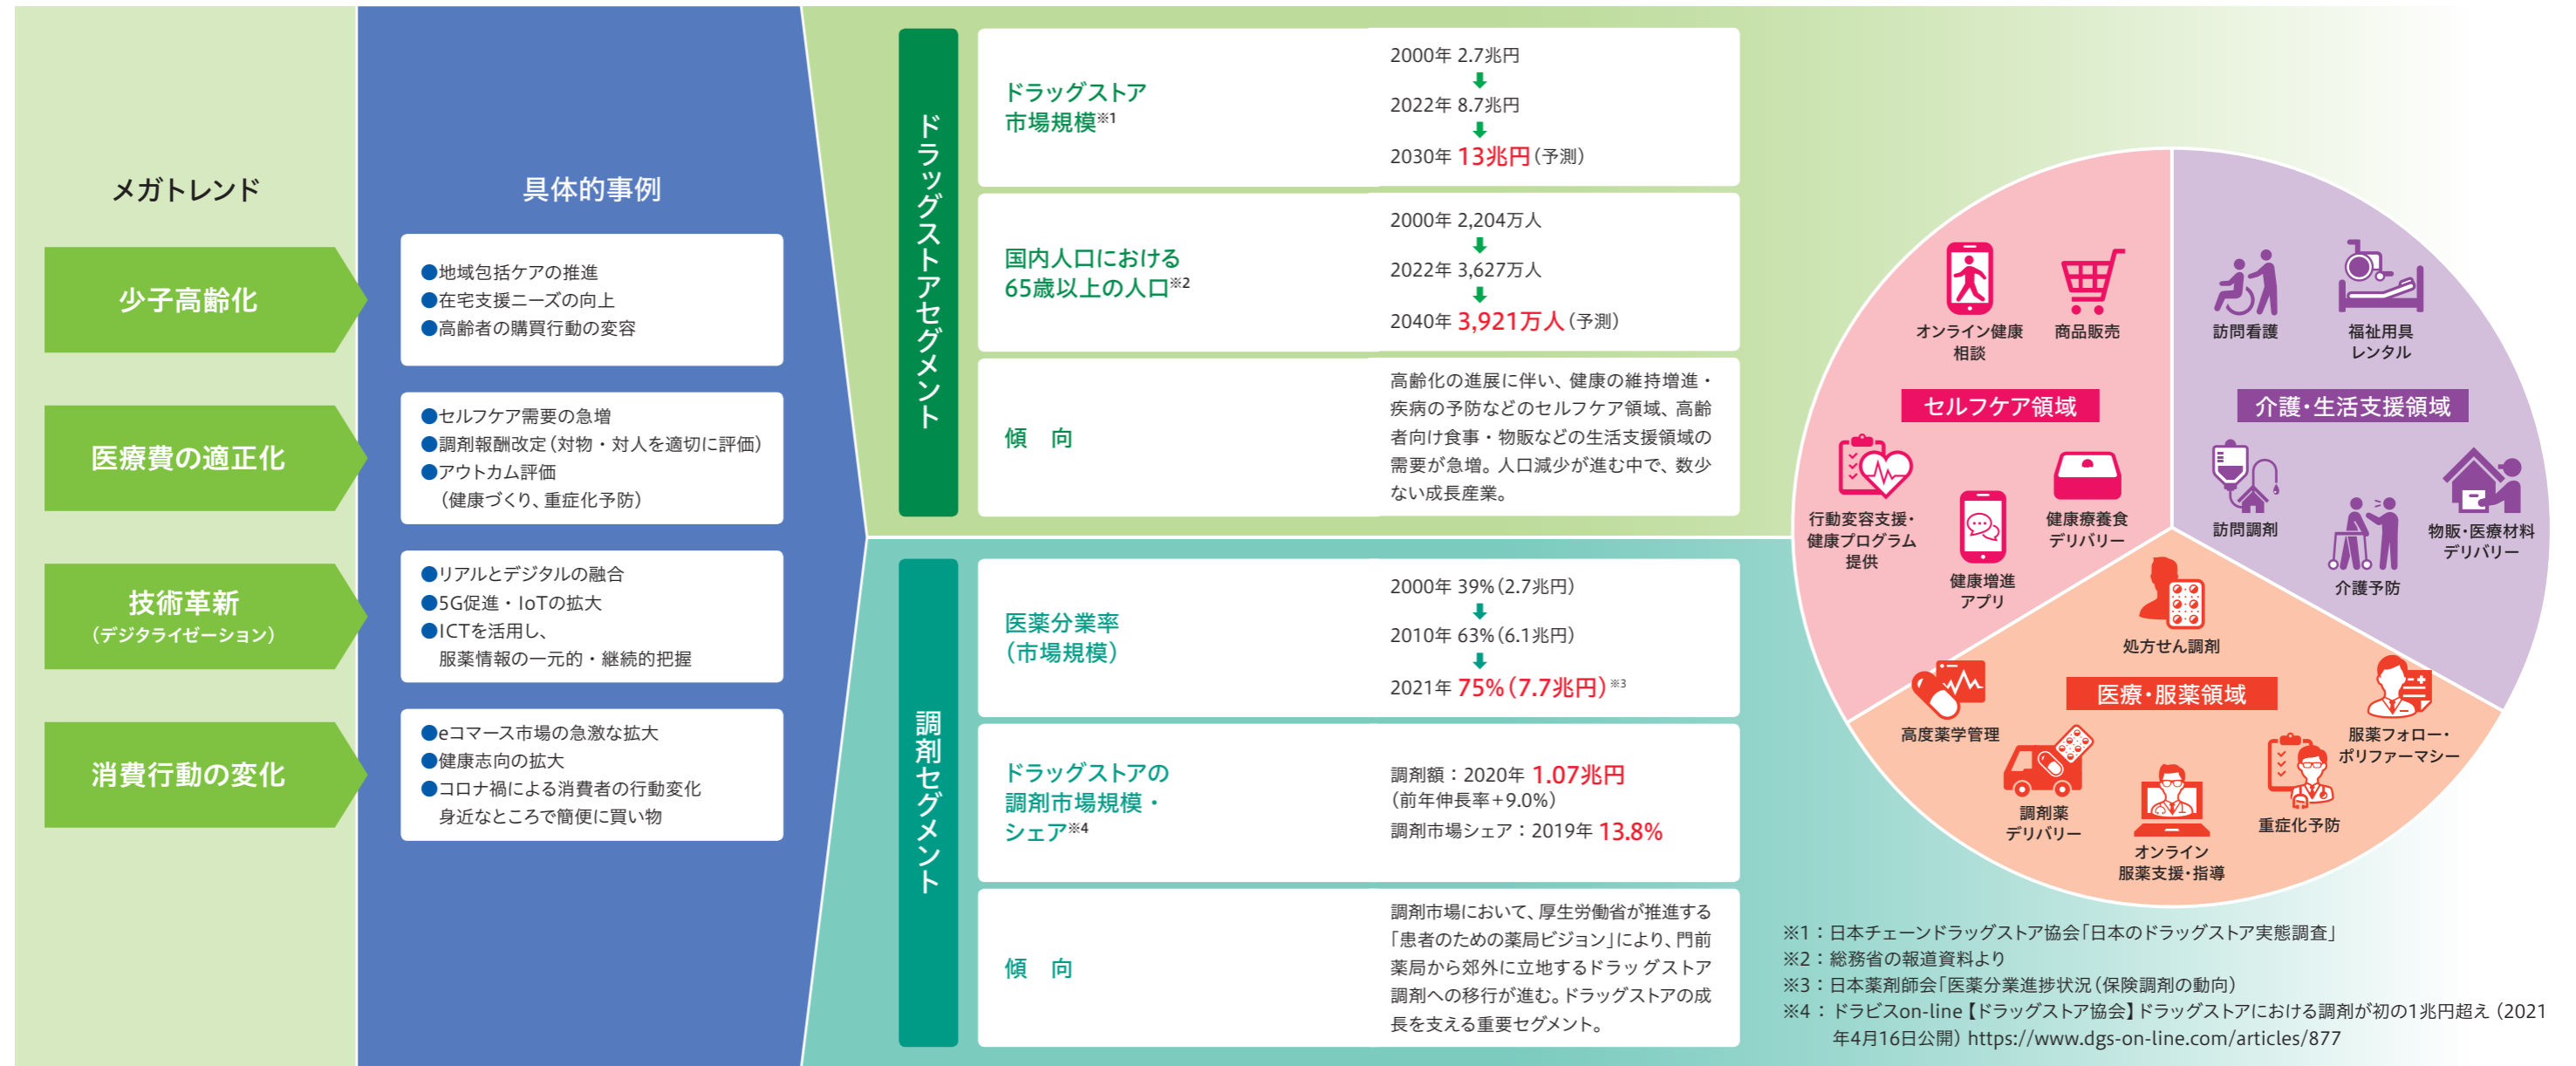 メガトレンド
少子高齢化
医療費の適正化
技術革新
（デジタライゼーション）
消費行動の変化
具体的事例
●地域包括ケアの推進
●在宅支援ニーズの向上
●高齢者の購買行動の変容
●セルフケア需要の急増
●調剤報酬改定（対物・対人を適切に評価）
●アウトカム評価
（健康づくり、重症化予防）
●リアルとデジタルの融合
●5G促進・IoTの拡大
●ICTを活用し、
服薬情報の一元的・継続的把握
●eコマース市場の急激な拡大
●健康志向の拡大
●コロナ禍による消費者の行動変化
身近なところで簡便に買い物
ドラッグストアセグメント
ドラッグストア
市場規模※1
2000年 2.7兆円
2022年 8.7兆円
2030年 13兆円（予測）
国内人口における
65歳以上の人口※2
2000年 2,204万人
2022年 3,627万人
2040年 3,921万人（予測）
傾　向
高齢化の進展に伴い、健康の維持増進・
疾病の予防などのセルフケア領域、高齢
者向け食事・物販などの生活支援領域の
需要が急増。人口減少が進む中で、数少
ない成長産業。
調剤セグメント
医薬分業率
（市場規模）
2000年 39%（2.7兆円）
2010年 63%（6.1兆円）
2021年 75%（7.7兆円）※3
ドラッグストアの
調剤市場規模・
シェア※4
調剤額：2020年 1.07兆円
（前年伸長率+9.0%）
調剤市場シェア：2019年 13.8%
傾　向
調剤市場において、厚生労働省が推進する
「患者のための薬局ビジョン」により、門前
薬局から郊外に立地するドラッグストア
調剤への移行が進む。ドラッグストアの成
長を支える重要セグメント。
オンライン健康
相談
商品販売
セルフケア領域
行動変容支援・
健康プログラム
提供
健康増進
アプリ
健康療養食
デリバリー
訪問看護
福祉用具
レンタル
介護・生活支援領域
訪問調剤
介護予防
物販・医療材料
デリバリー
処方せん調剤
医療・服薬領域
高度薬学管理
調剤薬
デリバリー
オンライン
服薬支援・指導
重症化予防
服薬フォロー・
ポリファーマシー
※1：日本チェーンドラッグストア協会「日本のドラッグストア実態調査」
※2：総務省の報道資料より
※3：日本薬剤師会「医薬分業進捗状況（保険調剤の動向）
※4：ドラビスon-line【ドラッグストア協会】ドラッグストアにおける調剤が初の1兆円超え（2021
年4月16日公開）https://www.dgs-on-line.com/articles/877